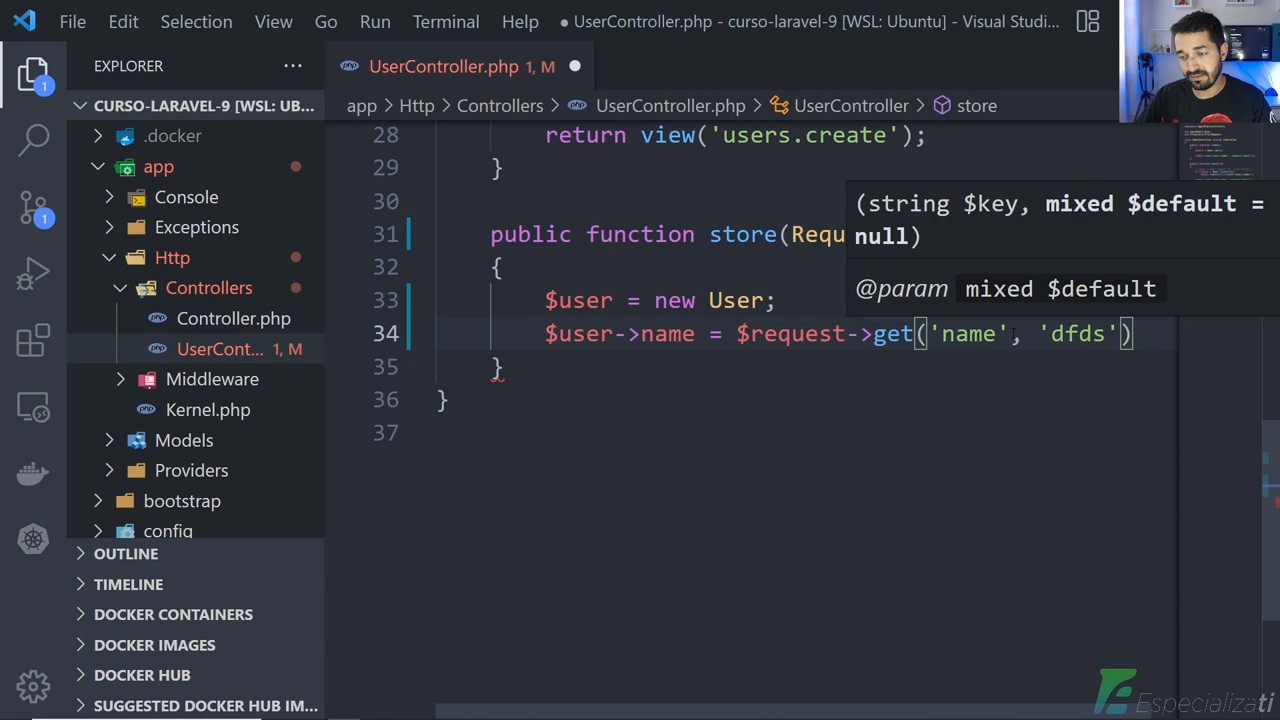 File Edit Selection View Go Run Terminal Help ● UserController.php - curso-laravel-9 [WSL: Ubuntu] - Visual Studi...
EXPLORER ...
UserController.php 1, M ●
CURSO-LARAVEL-9 [WSL: UB...
app > Http > Controllers > UserController.php > UserController > store
.docker
app
Console
Exceptions
Http
Controllers
Controller.php
UserCont... 1, M
Middleware
Kernel.php
Models
Providers
bootstrap
config
OUTLINE
TIMELINE
DOCKER CONTAINERS
DOCKER IMAGES
DOCKER HUB
SUGGESTED DOCKER HUB IM...
1
1
28 return view('users.create');
29 }
30
31 public function store(Requ
32 {
33 $user = new User;
34 $user->name = $request->get('name', 'dfds')
35 }
36 }
37
(string $key, mixed $default =
null)
@param mixed $default
Especializati